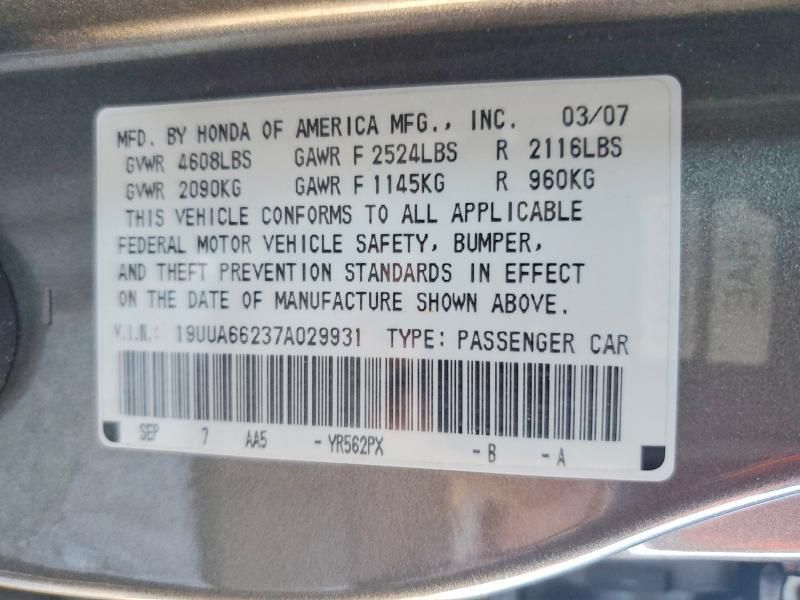 MFD. BY HONDA OF AMERICA MFG., INC. 03/07
GVWR 4608LBS GAWR F 2524LBS R 2116LBS
GVWR 2090KG GAWR F 1145KG R 960KG
THIS VEHICLE CONFORMS TO ALL APPLICABLE
FEDERAL MOTOR VEHICLE SAFETY, BUMPER,
AND THEFT PREVENTION STANDARDS IN EFFECT
ON THE DATE OF MANUFACTURE SHOWN ABOVE.
V.I.N.: 19UUA66237A029931 TYPE: PASSENGER CAR
SEP 7 AA5 -YR562PX -B -A